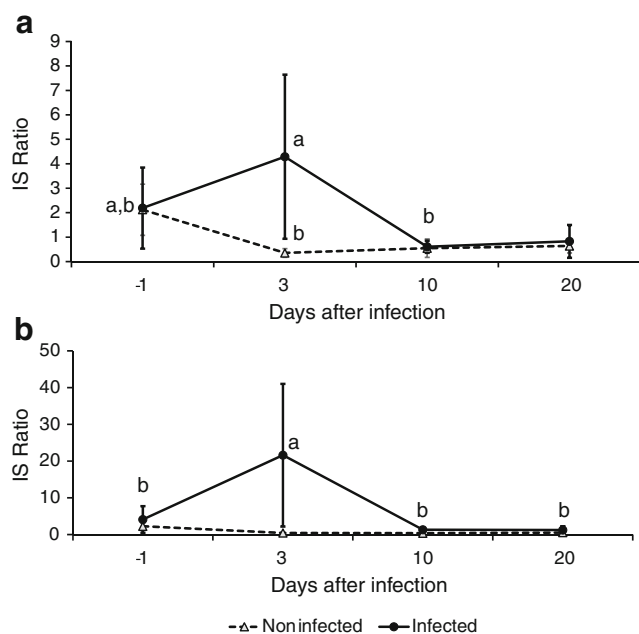 a
9
8
7
6
5
4
3
2
1
0
IS Ratio
a,b
a
b
b
-1 3 10 20
Days after infection
b
50
40
30
20
10
0
IS Ratio
b
a
b
b
-1 3 10 20
Days after infection
Noninfected Infected